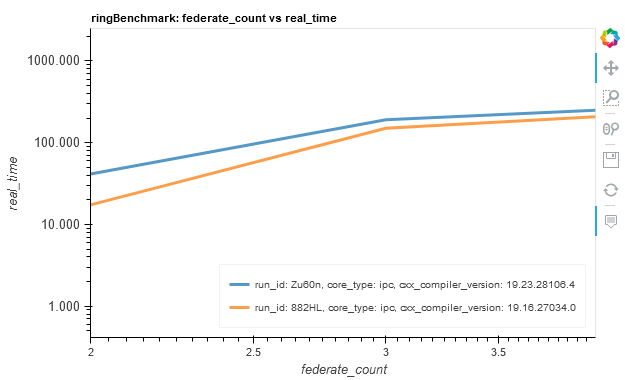 ringBenchmark: federate_count vs real_time
1000.000
100.000
10.000
1.000
real_time
run_id: Zu60n, core_type: ipc, cxx_compiler_version: 19.23.28106.4
run_id: 882HL, core_type: ipc, cxx_compiler_version: 19.16.27034.0
2
2.5
3
3.5
federate_count